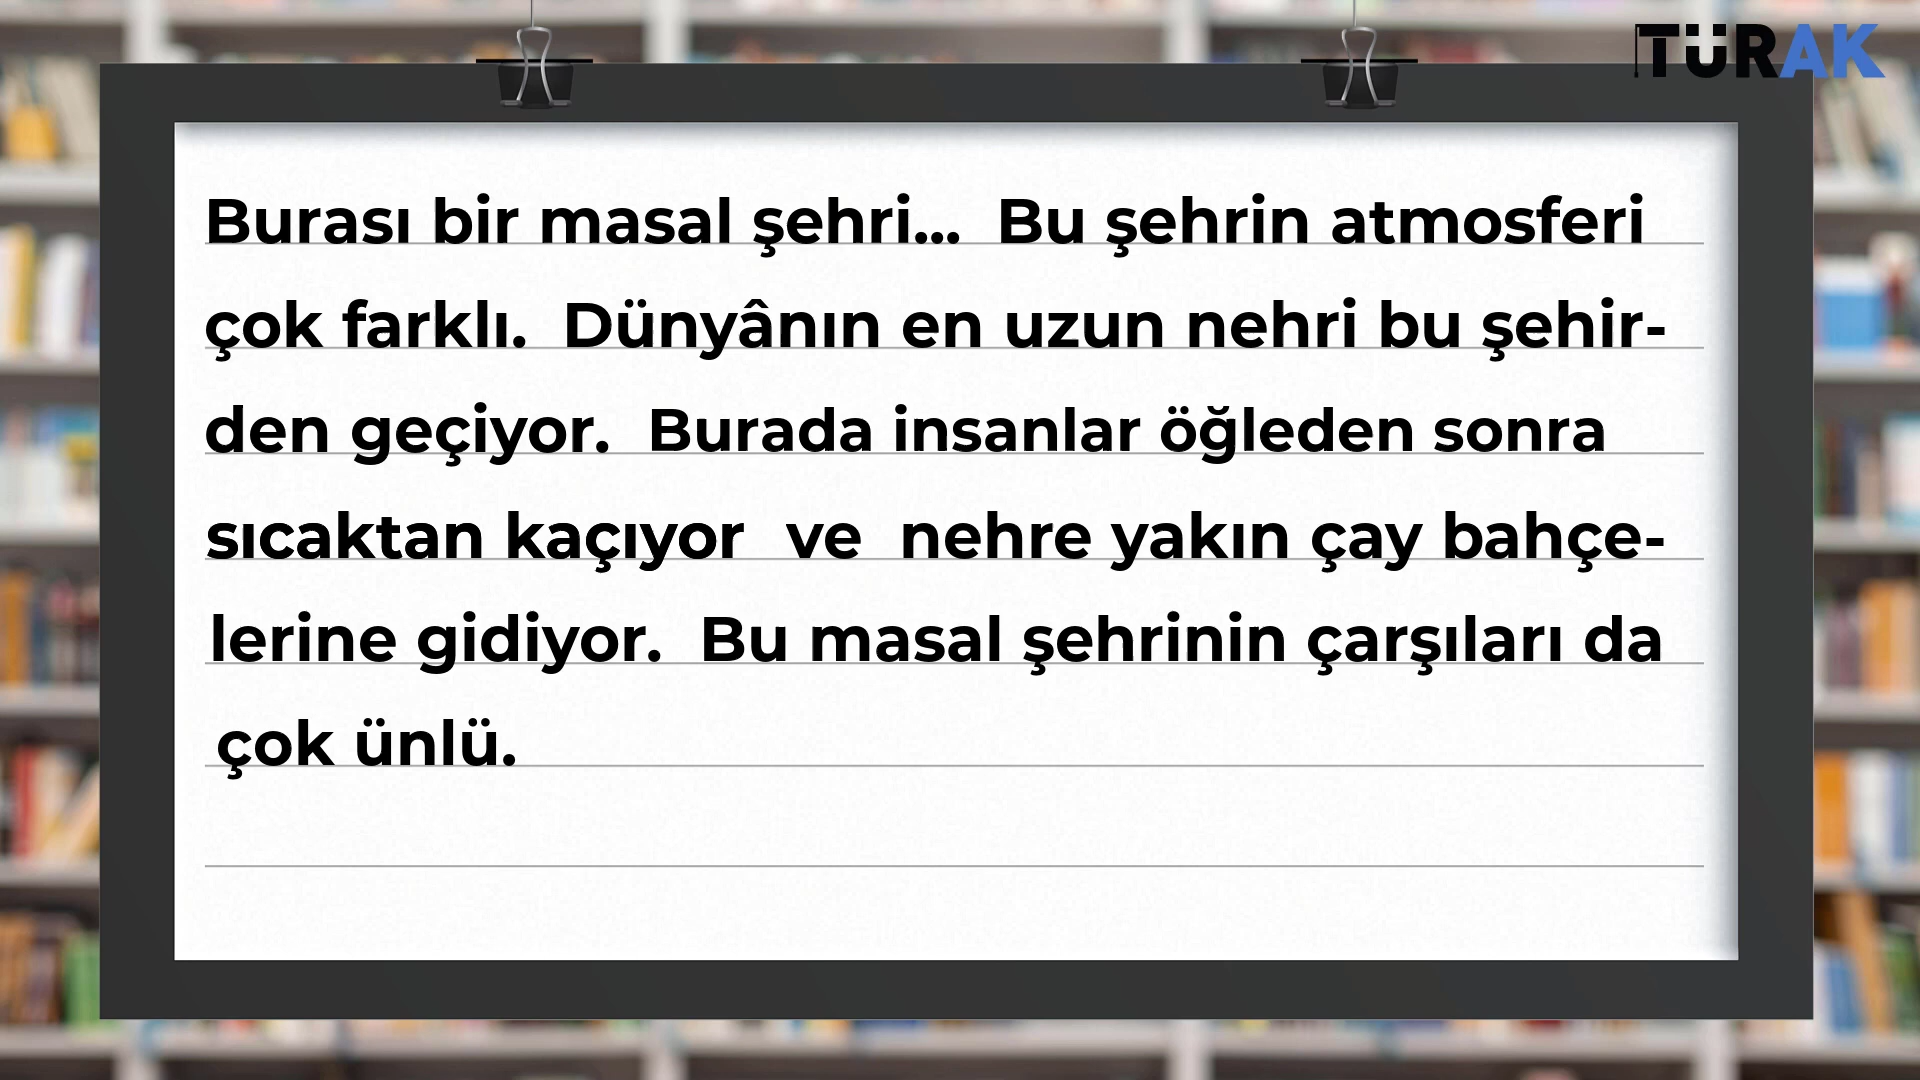 TÜRAK
Burası bir masal şehri... Bu şehrin atmosferi
çok farklı. Dünyânın en uzun nehri bu şehir-
den geçiyor. Burada insanlar öğleden sonra
sıcaktan kaçıyor ve nehre yakın çay bahçe-
lerine gidiyor. Bu masal şehrinin çarşıları da
çok ünlü.